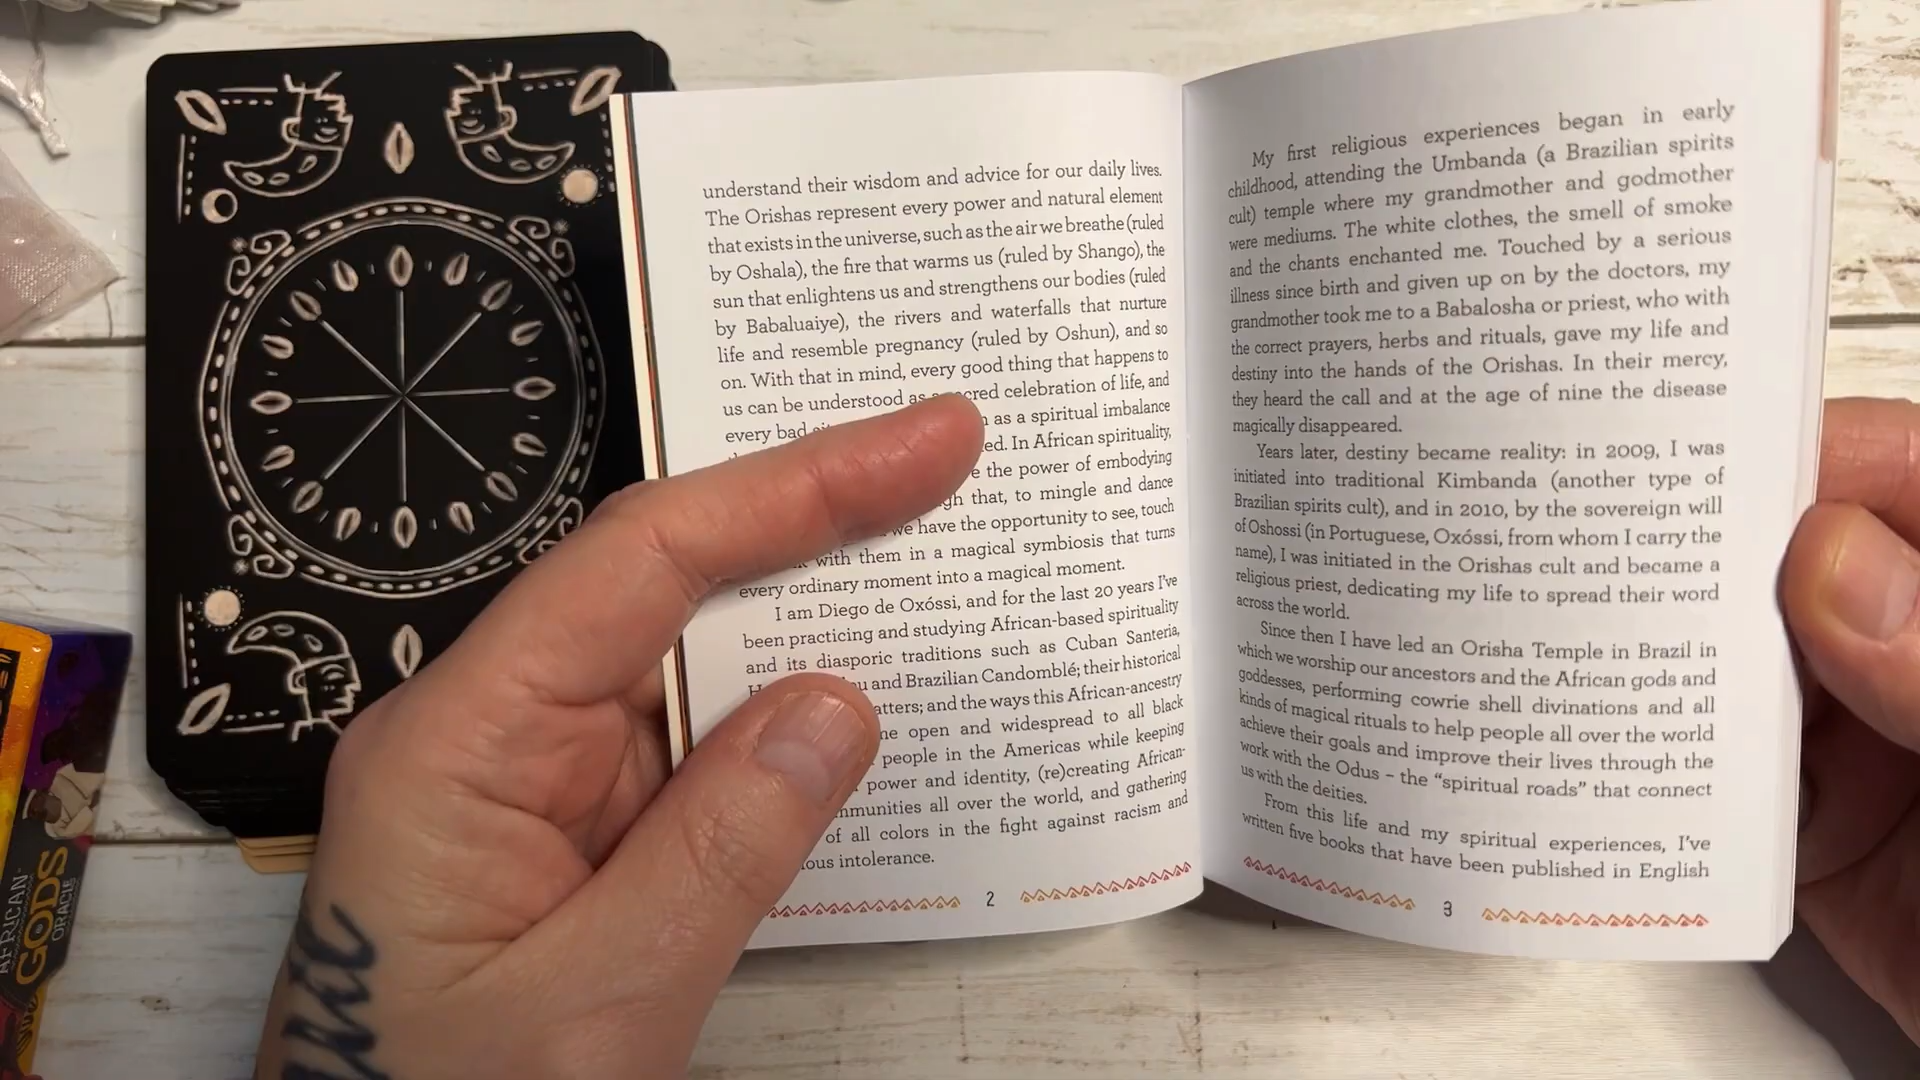 understand their wisdom and advice for our daily lives.
The Orishas represent every power and natural element
that exists in the universe, such as the air we breathe (ruled
by Oshala), the fire that warms us (ruled by Shango), the
sun that enlightens us and strengthens our bodies (ruled
by Babaluaiye), the rivers and waterfalls that nurture
life and resemble pregnancy (ruled by Oshun), and so
on. With that in mind, every good thing that happens to
us can be understood as sacred celebration of life, and
every bad as a spiritual imbalance
In African spirituality,
the power of embodying
that, to mingle and dance
we have the opportunity to see, touch
with them in a magical symbiosis that turns
every ordinary moment into a magical moment.
I am Diego de Oxóssi, and for the last 20 years I've
been practicing and studying African-based spirituality
and its diasporic traditions such as Cuban Santeria,
and Brazilian Candomblé; their historical
and the ways this African-ancestry
open and widespread to all black
people in the Americas while keeping
power and identity, (re)creating African-
all over the world, and gathering
of all colors in the fight against racism and
intolerance.
2
My first religious experiences began in early
childhood, attending the Umbanda (a Brazilian spirits
cult) temple where my grandmother and godmother
were mediums. The white clothes, the smell of smoke
and the chants enchanted me. Touched by a serious
illness since birth and given up on by the doctors, my
grandmother took me to a Babalosha or priest, who with
the correct prayers, herbs and rituals, gave my life and
destiny into the hands of the Orishas. In their mercy,
they heard the call and at the age of nine the disease
magically disappeared.
Years later, destiny became reality: in 2009, I was
initiated into traditional Kimbanda (another type of
Brazilian spirits cult), and in 2010, by the sovereign will
of Oshossi (in Portuguese, Oxóssi, from whom I carry the
name), I was initiated in the Orishas cult and became a
religious priest, dedicating my life to spread their word
across the world.
Since then I have led an Orisha Temple in Brazil in
which we worship our ancestors and the African gods and
goddesses, performing cowrie shell divinations and all
kinds of magical rituals to help people all over the world
achieve their goals and improve their lives through the
work with the Odus – the "spiritual roads" that connect
us with the deities.
From this life and my spiritual experiences, I've
written five books that have been published in English
3
AFRICAN-
GODS
ORACLE